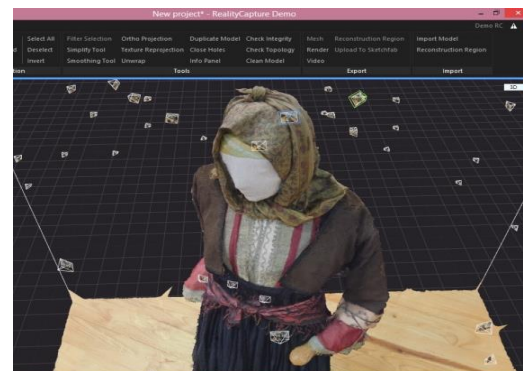 New project* - RealityCapture Demo
Demo RC
Select All Filter Selection Ortho Projection Duplicate Model Check Integrity Mesh Reconstruction Region Import Model
Deselect Simplify Tool Texture Reprojection Close Holes Check Topology Render Upload To Sketchfab Reconstruction Region
Invert Smoothing Tool Unwrap Info Panel Clean Model Video
Tools Export Import
3D